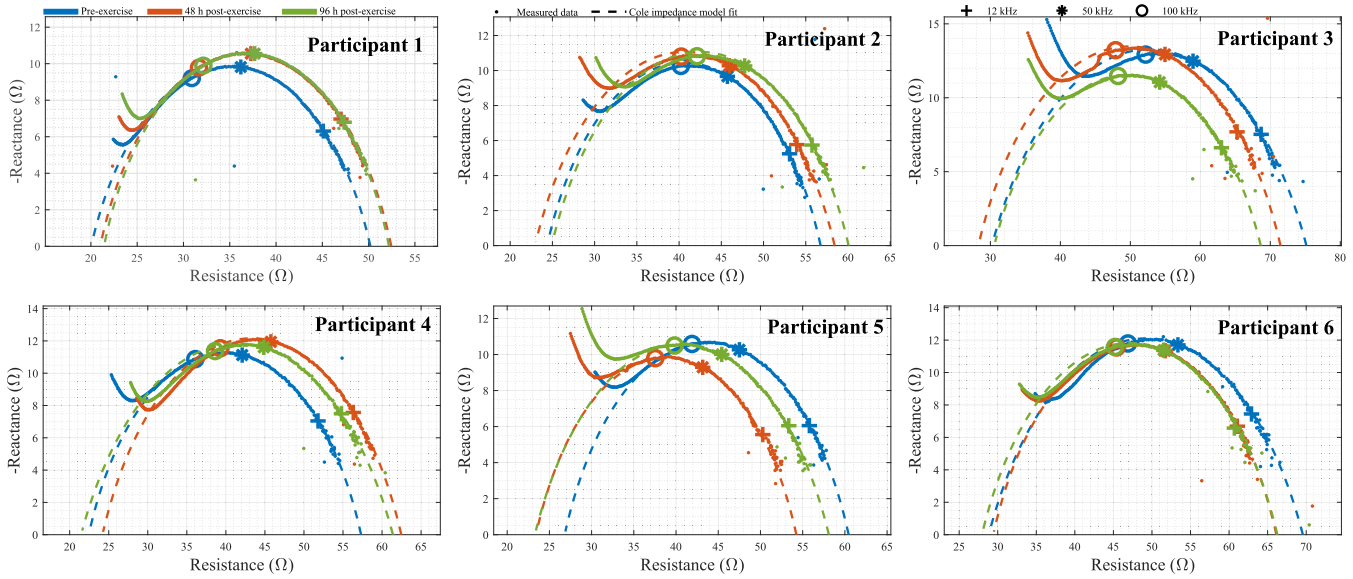 Pre-exercise 48 h post-exercise 96 h post-exercise Measured data Cole impedance model fit 12 kHz 50 kHz 100 kHz
Participant 1
-Reactance (Ω)
14
12
10
8
6
4
2
0
20 25 30 35 40 45 50 55
Resistance (Ω)
Participant 2
-Reactance (Ω)
12
10
8
6
4
2
0
20 25 30 35 40 45 50 55 60 65
Resistance (Ω)
Participant 3
-Reactance (Ω)
15
10
5
0
30 40 50 60 70 80
Resistance (Ω)
Participant 4
-Reactance (Ω)
14
12
10
8
6
4
2
0
20 25 30 35 40 45 50 55 60 65
Resistance (Ω)
Participant 5
-Reactance (Ω)
12
10
8
6
4
2
0
20 25 30 35 40 45 50 55 60 65
Resistance (Ω)
Participant 6
-Reactance (Ω)
14
12
10
8
6
4
2
0
25 30 35 40 45 50 55 60 65 70
Resistance (Ω)